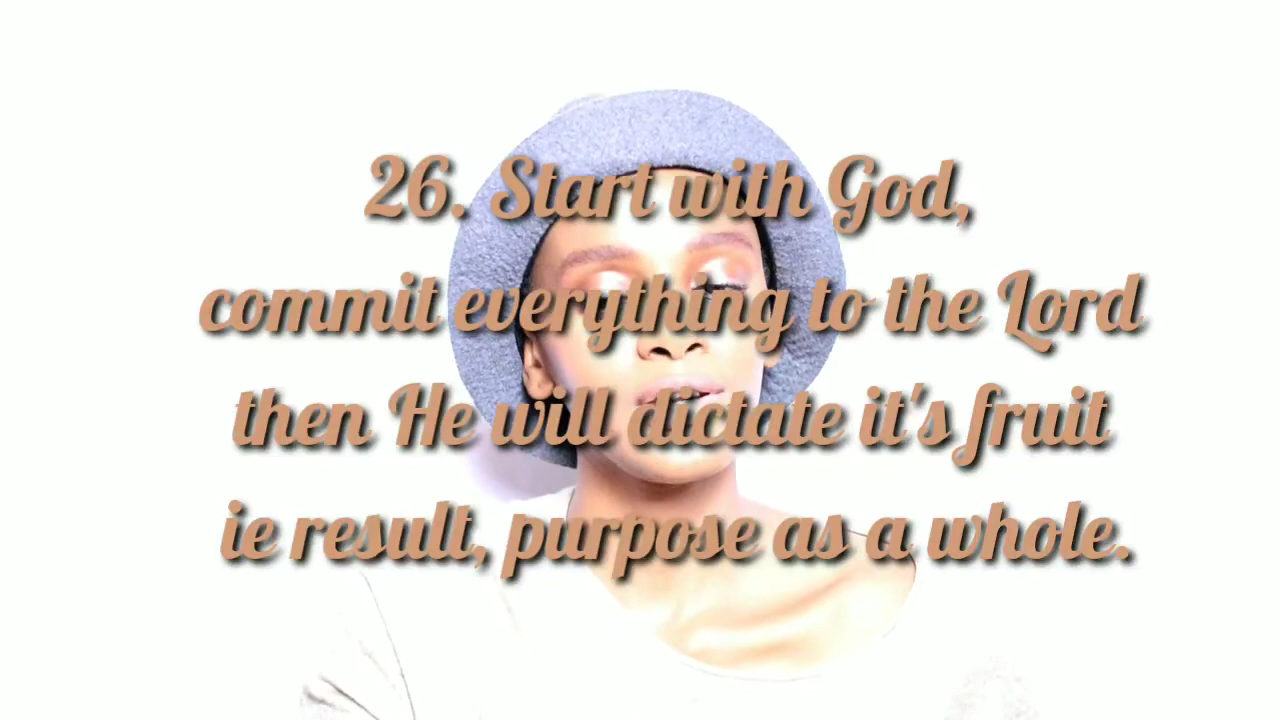 26. Start with God,
commit everything to the Lord
then He will dictate it's fruit
ie result, purpose as a whole.